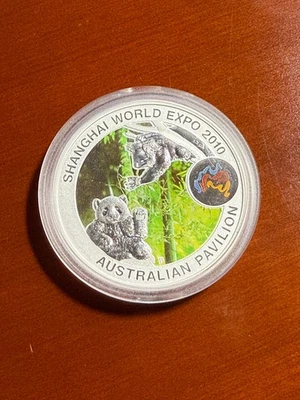 SHANGHAI WORLD EXPO 2010
AUSTRALIAN PAVILION